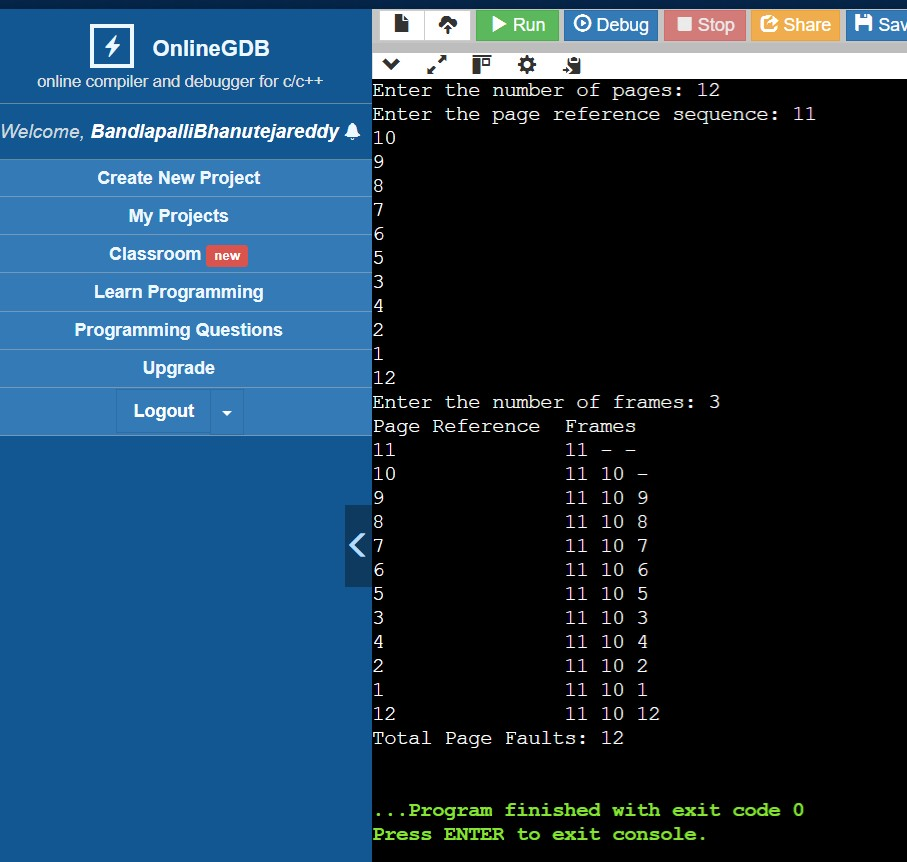 OnlineGDB
online compiler and debugger for c/c++
Welcome, BandlapalliBhanutejareddy
Create New Project
My Projects
Classroom new
Learn Programming
Programming Questions
Upgrade
Logout
Run Debug Stop Share Sav
Enter the number of pages: 12
Enter the page reference sequence: 11
10
9
8
7
6
5
3
4
2
1
12
Enter the number of frames: 3
Page Reference  Frames
11              11 - -
10              11 10 -
9               11 10 9
8               11 10 8
7               11 10 7
6               11 10 6
5               11 10 5
3               11 10 3
4               11 10 4
2               11 10 2
1               11 10 1
12              11 10 12
Total Page Faults: 12
...Program finished with exit code 0
Press ENTER to exit console.